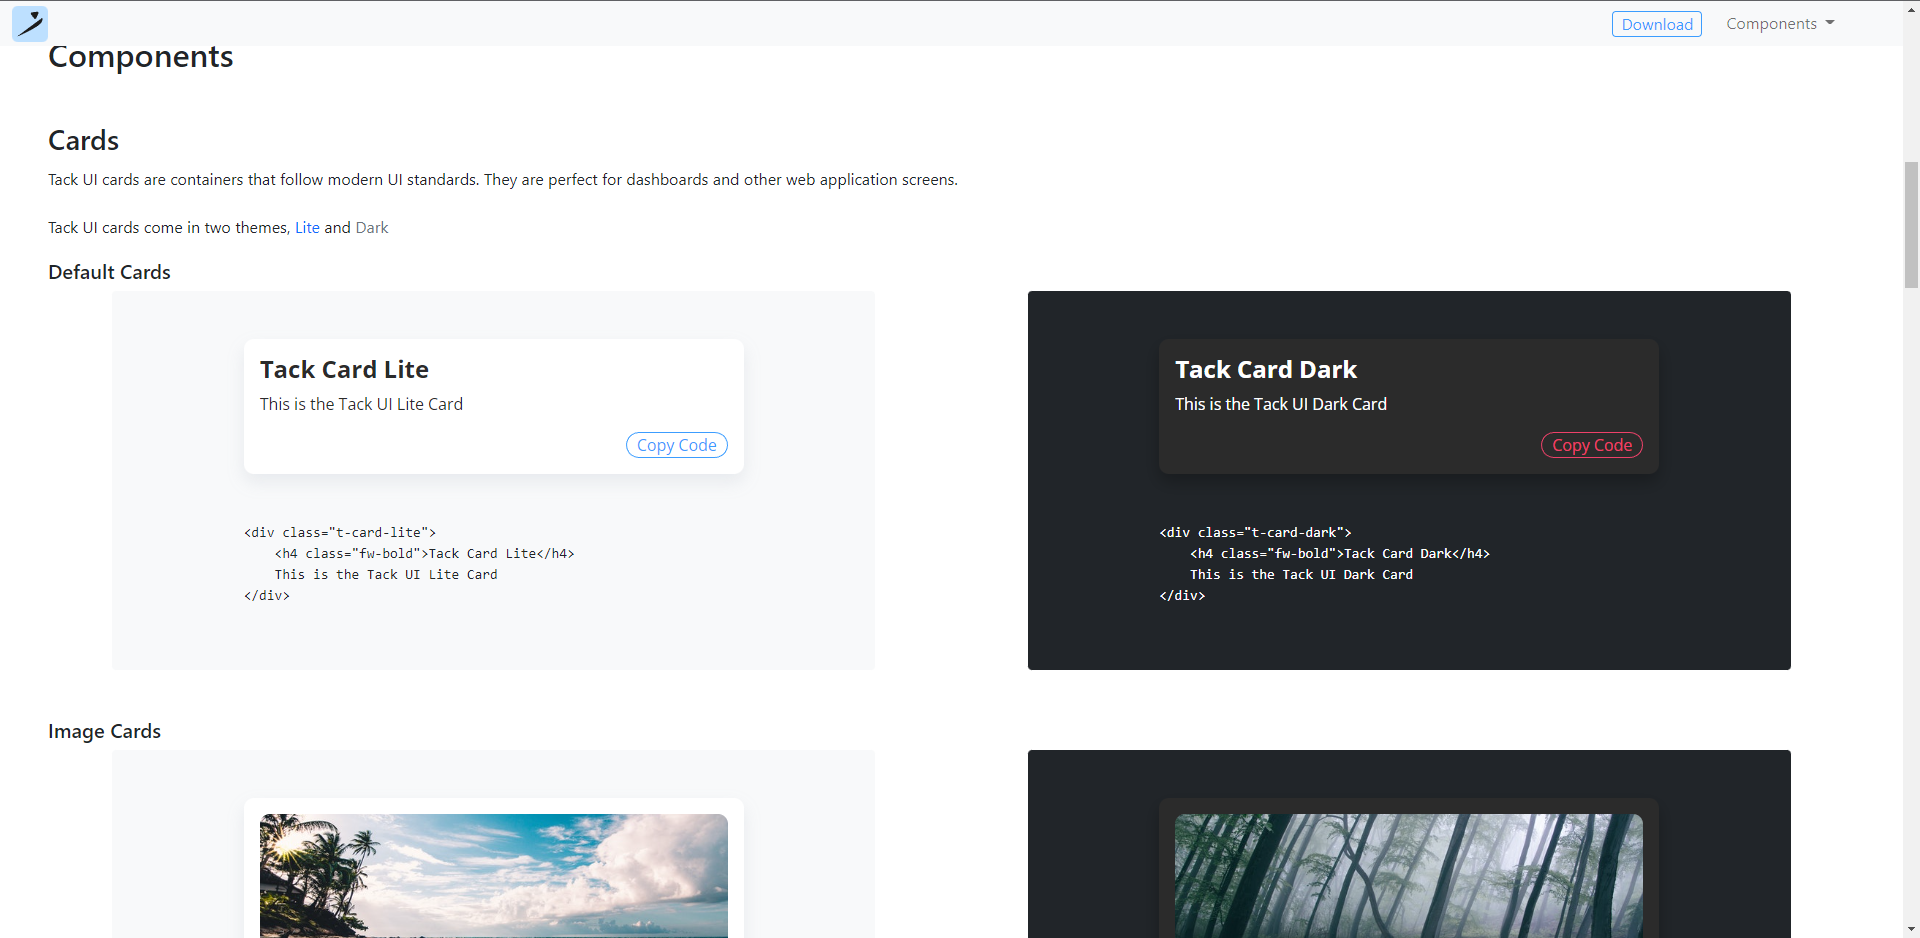 Download
Components
Components
Cards
Tack UI cards are containers that follow modern UI standards. They are perfect for dashboards and other web application screens.
Tack UI cards come in two themes, Lite and Dark
Default Cards
Tack Card Lite
This is the Tack UI Lite Card
Copy Code
<div class="t-card-lite">
    <h4 class="fw-bold">Tack Card Lite</h4>
    This is the Tack UI Lite Card
</div>
Tack Card Dark
This is the Tack UI Dark Card
Copy Code
<div class="t-card-dark">
    <h4 class="fw-bold">Tack Card Dark</h4>
    This is the Tack UI Dark Card
</div>
Image Cards